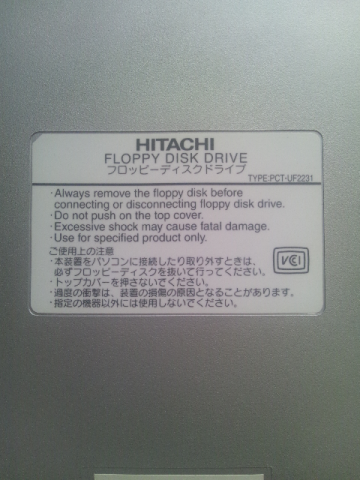 HITACHI
FLOPPY DISK DRIVE
フロッピーディスクドライブ
TYPE:PCT-UF2231
·Always remove the floppy disk before
connecting or disconnecting floppy disk drive.
·Do not push on the top cover.
·Excessive shock may cause fatal damage.
·Use for specified product only.
ご使用上の注意
・本装置をパソコンに接続したり取り外すときは、
必ずフロッピーディスクを抜いて行ってください。
・トップカバーを押さないでください。
・過度の衝撃は、装置の損傷の原因となることがあります。
・指定の機器以外には使用しないでください。
VCI